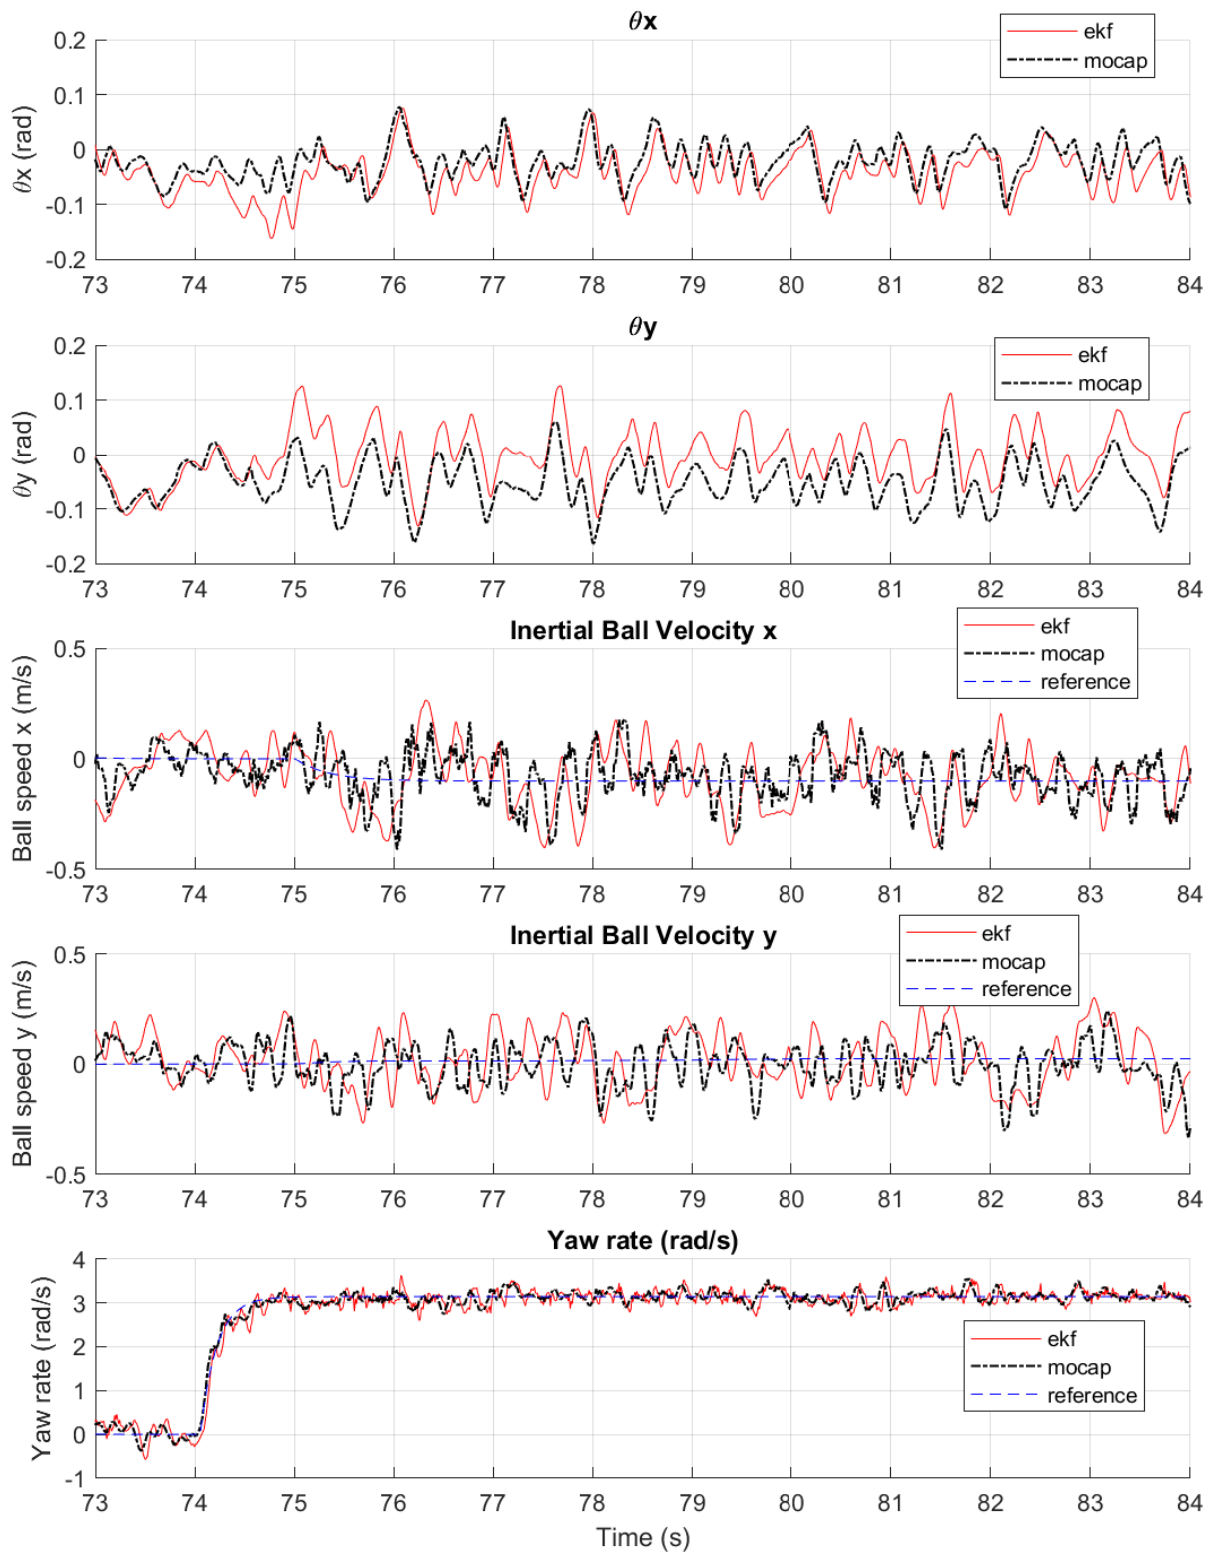 θx
ekf
mocap
θx (rad)
0.2
0.1
0
-0.1
-0.2
73 74 75 76 77 78 79 80 81 82 83 84
θy
ekf
mocap
θy (rad)
0.2
0.1
0
-0.1
-0.2
73 74 75 76 77 78 79 80 81 82 83 84
Inertial Ball Velocity x
ekf
mocap
reference
Ball speed x (m/s)
0.5
0
-0.5
73 74 75 76 77 78 79 80 81 82 83 84
Inertial Ball Velocity y
ekf
mocap
reference
Ball speed y (m/s)
0.5
0
-0.5
73 74 75 76 77 78 79 80 81 82 83 84
Yaw rate (rad/s)
Yaw rate (rad/s)
4
3
2
1
0
-1
ekf
mocap
reference
73 74 75 76 77 78 79 80 81 82 83 84
Time (s)